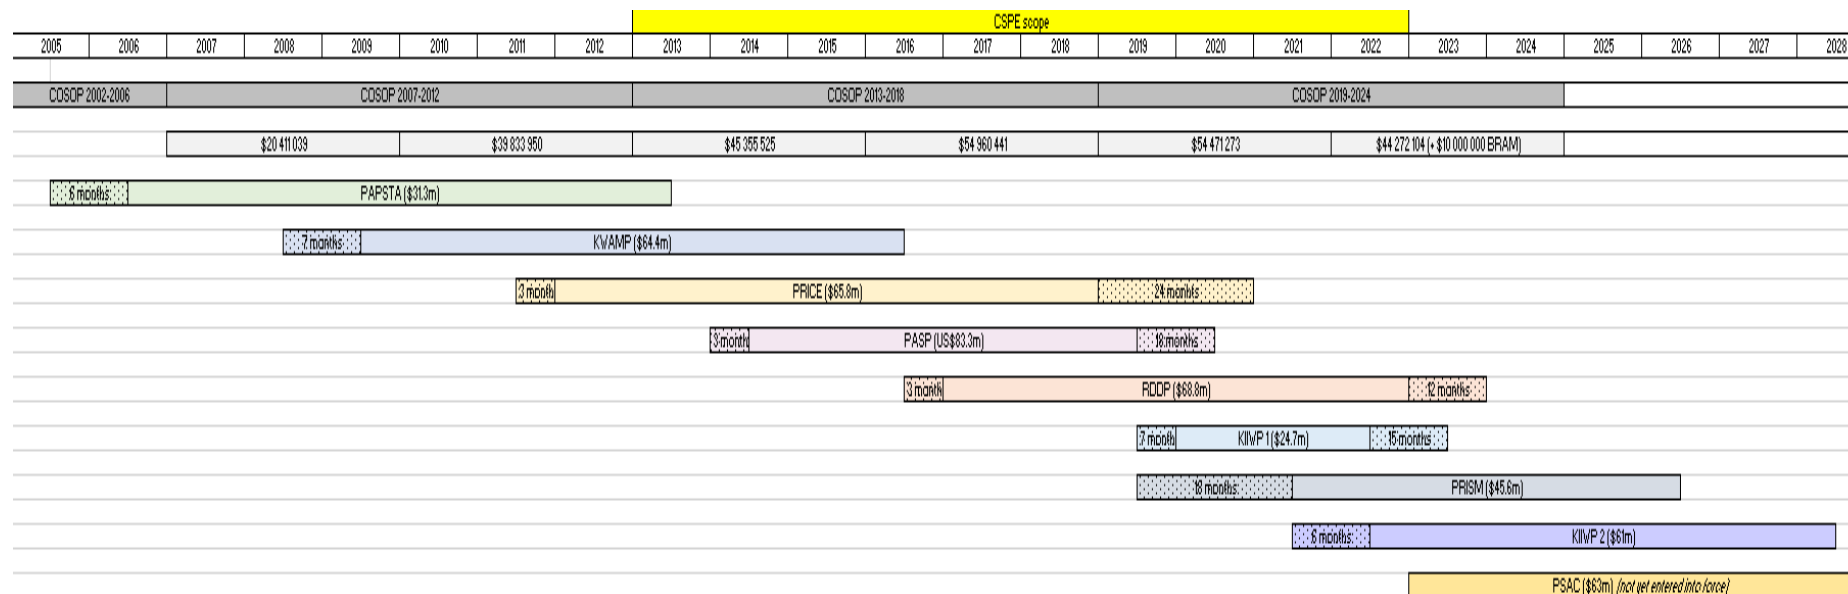 CSPE scope
2005 2006 2007 2008 2009 2010 2011 2012 2013 2014 2015 2016 2017 2018 2019 2020 2021 2022 2023 2024 2025 2026 2027 2028
COSOP 2002-2006 COSOP 2007-2012 COSOP 2013-2018 COSOP 2019-2024
$20 411 039 $39 833 950 $45 355 525 $54 960 441 $54 471 273 $44 272 104 (+ $10 000 000 BRAM)
6 months PAPSTA ($31.3m)
7 months KWAMP ($64.4m)
3 month PRICE ($65.8m) 24 months
3 month PASP (US$83.3m) 18 months
3 month RDDP ($68.8m) 12 months
7 month KIIWP 1 ($24.7m) 15 months
18 months PRISM ($45.6m)
6 months KIIWP 2 ($61m)
PSAC ($63m) (not yet entered into force)